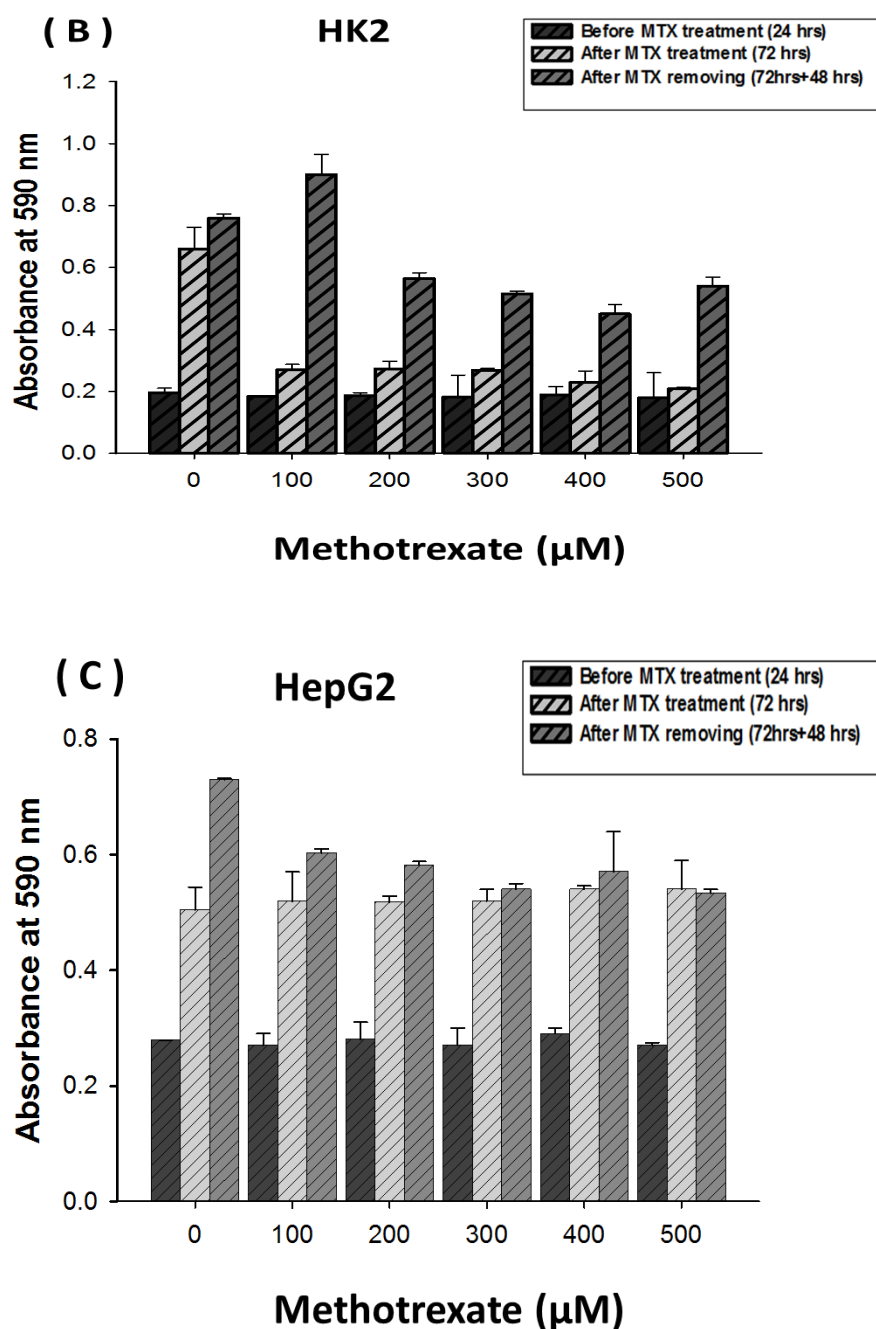 ( B )
HK2
Before MTX treatment (24 hrs)
After MTX treatment (72 hrs)
After MTX removing (72hrs+48 hrs)
Absorbance at 590 nm
1.2
1.0
0.8
0.6
0.4
0.2
0.0
0 100 200 300 400 500
Methotrexate (µM)
( C )
HepG2
Before MTX treatment (24 hrs)
After MTX treatment (72 hrs)
After MTX removing (72hrs+48 hrs)
Absorbance at 590 nm
0.8
0.6
0.4
0.2
0.0
0 100 200 300 400 500
Methotrexate (µM)